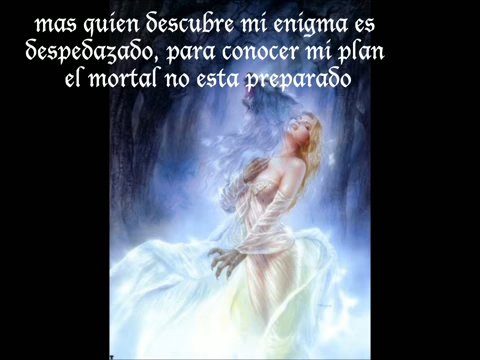 mas quien descubre mi enigma es
despedazado, para conocer mi plan
el mortal no esta preparado